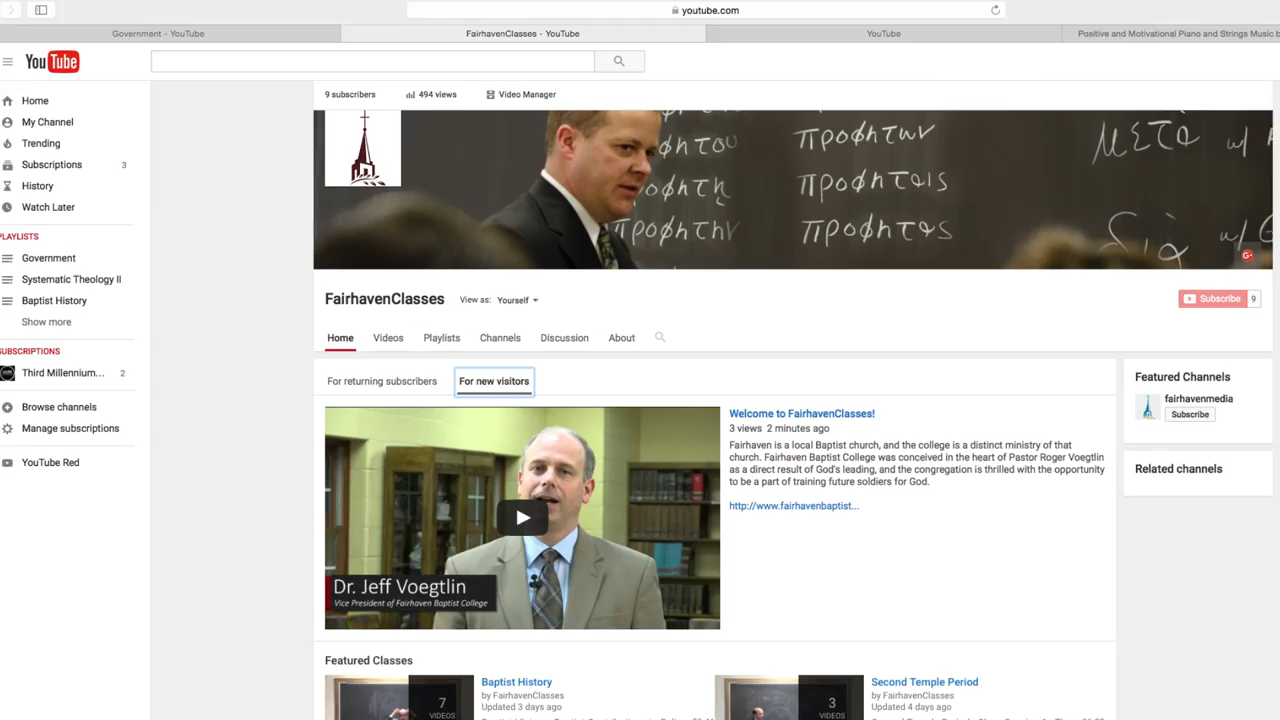 youtube.com
Government - YouTube
FairhavenClasses - YouTube
YouTube
Positive and Motivational Piano and Strings Music b
YouTube
9 subscribers
494 views
Video Manager
Home
My Channel
Trending
Subscriptions 3
History
Watch Later
PLAYLISTS
Government
Systematic Theology II
Baptist History
Show more
SUBSCRIPTIONS
Third Millennium... 2
Browse channels
Manage subscriptions
YouTube Red
προφητων
μετα w/
προφηταις
προφητην
προφητας
δια w/ G
G+
FairhavenClasses
View as: Yourself
Subscribe 9
Home
Videos
Playlists
Channels
Discussion
About
For returning subscribers
For new visitors
Dr. Jeff Voegtlin
Vice President of Fairhaven Baptist College
Welcome to FairhavenClasses!
3 views 2 minutes ago
Fairhaven is a local Baptist church, and the college is a distinct ministry of that
church. Fairhaven Baptist College was conceived in the heart of Pastor Roger Voegtlin
as a direct result of God's leading, and the congregation is thrilled with the opportunity
to be a part of training future soldiers for God.
http://www.fairhavenbaptist...
Featured Channels
fairhavenmedia
Subscribe
Related channels
Featured Classes
7
VIDEOS
Baptist History
by FairhavenClasses
Updated 3 days ago
3
VIDEOS
Second Temple Period
by FairhavenClasses
Updated 4 days ago